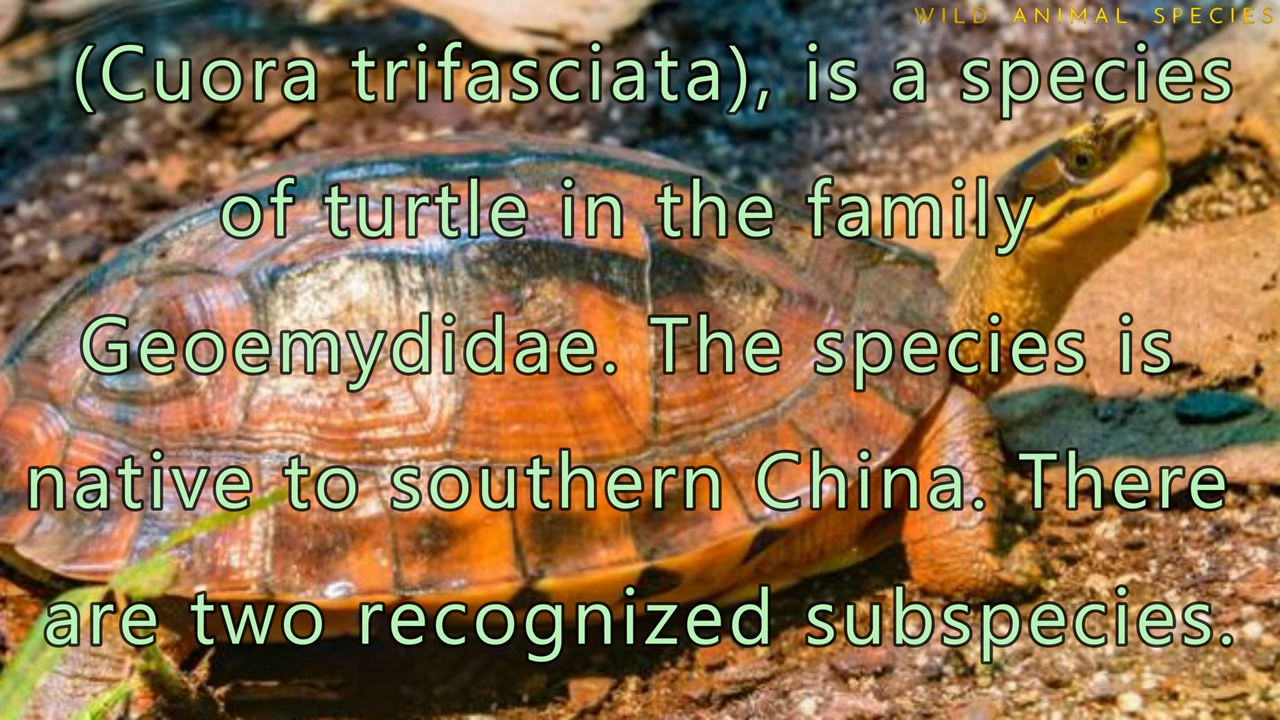 WILD ANIMAL SPECIES
(Cuora trifasciata), is a species
of turtle in the family
Geoemydidae. The species is
native to southern China. There
are two recognized subspecies.